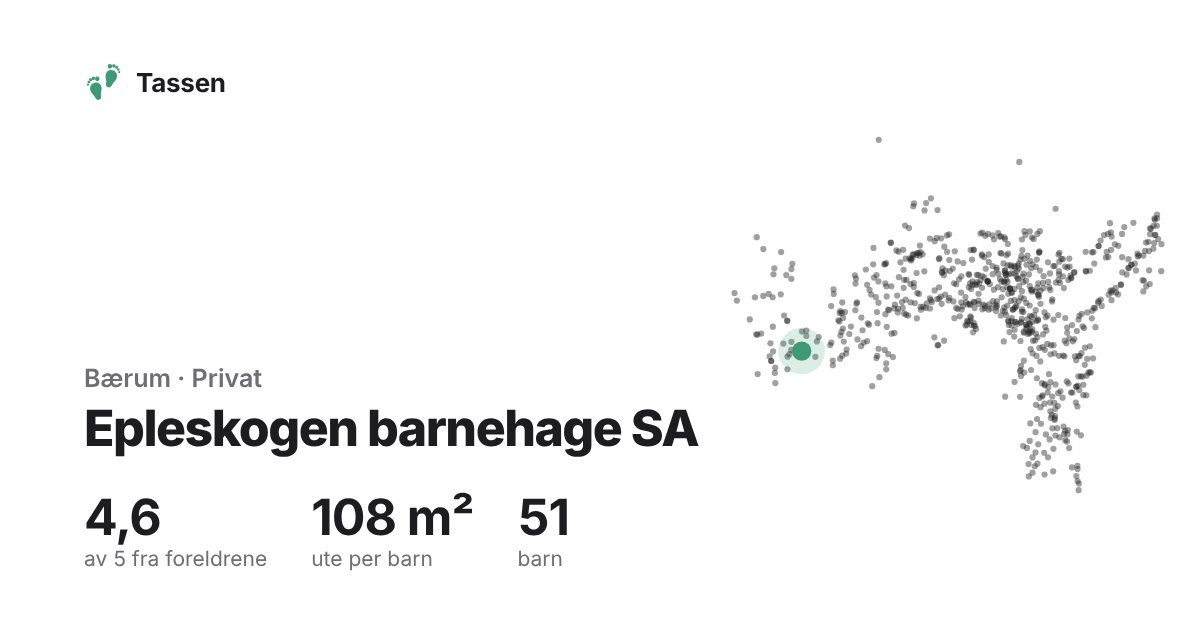 Tassen
Bærum · Privat
Epleskogen barnehage SA
4,6 108 m² 51
av 5 fra foreldrene ute per barn barn